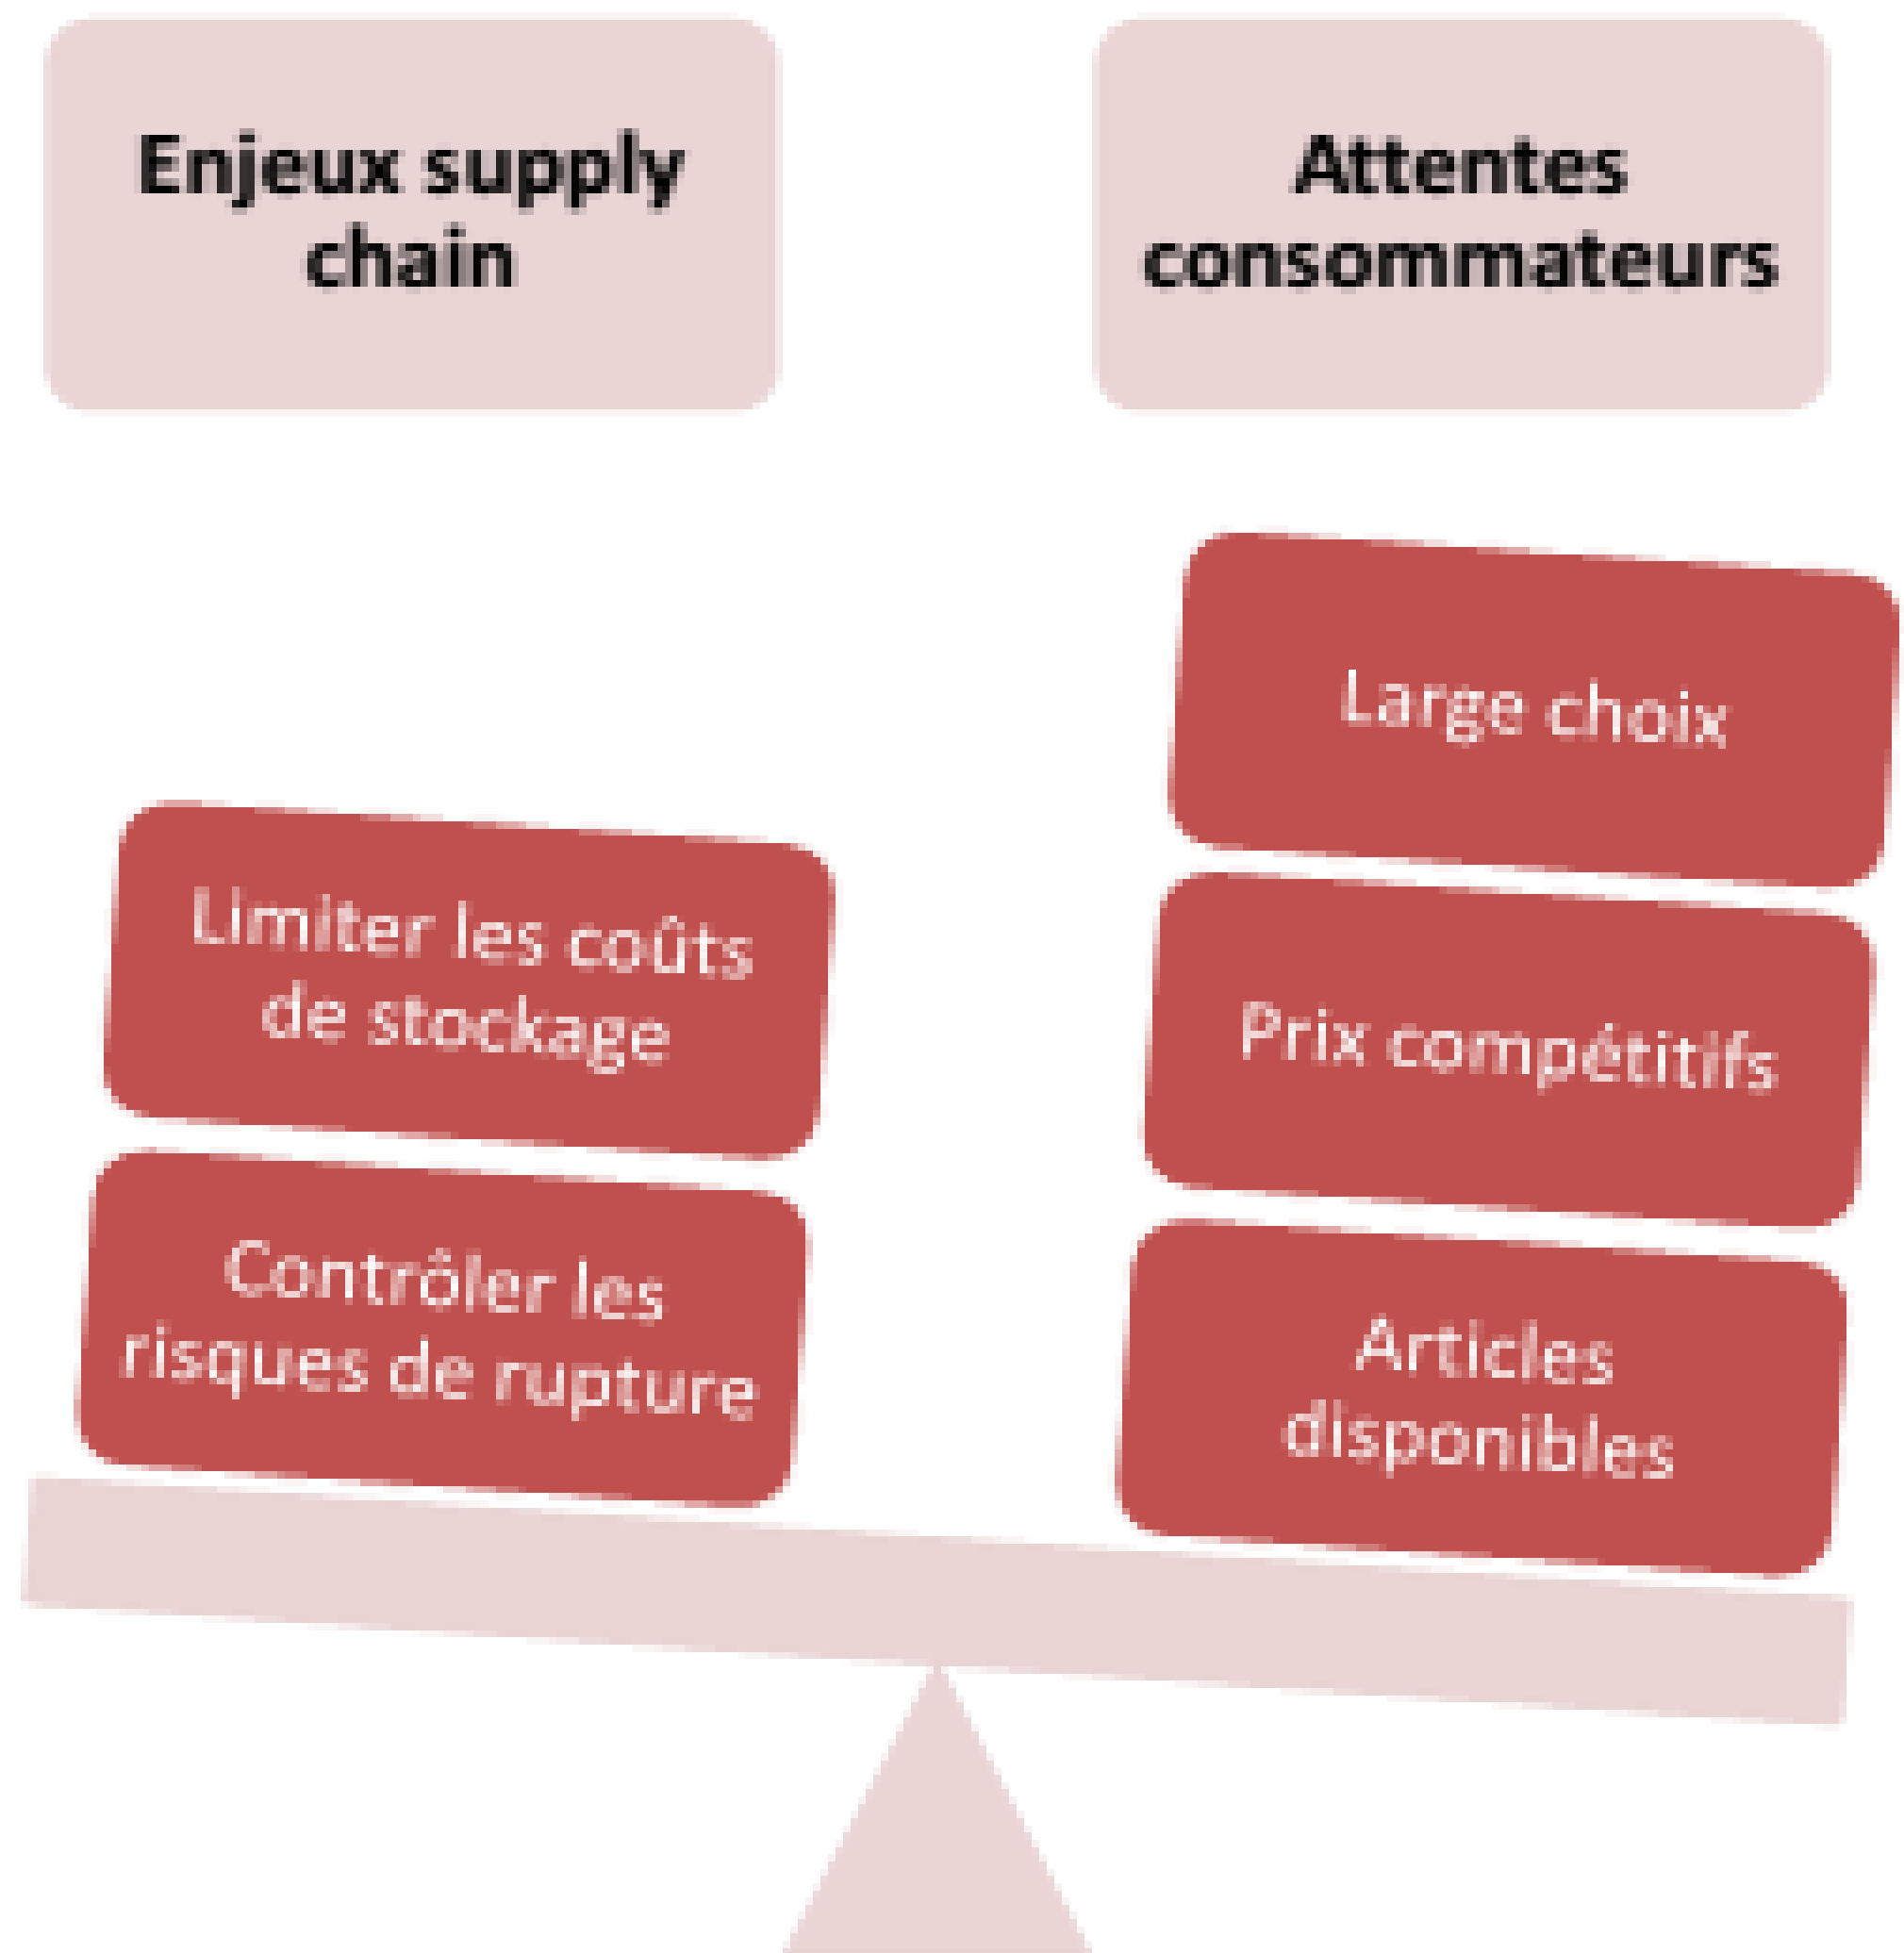 Enjeux supply
chain
Attentes
consommateurs
Limiter les coûts
de stockage
Contrôler les
risques de rupture
Large choix
Prix compétitifs
Articles
disponibles